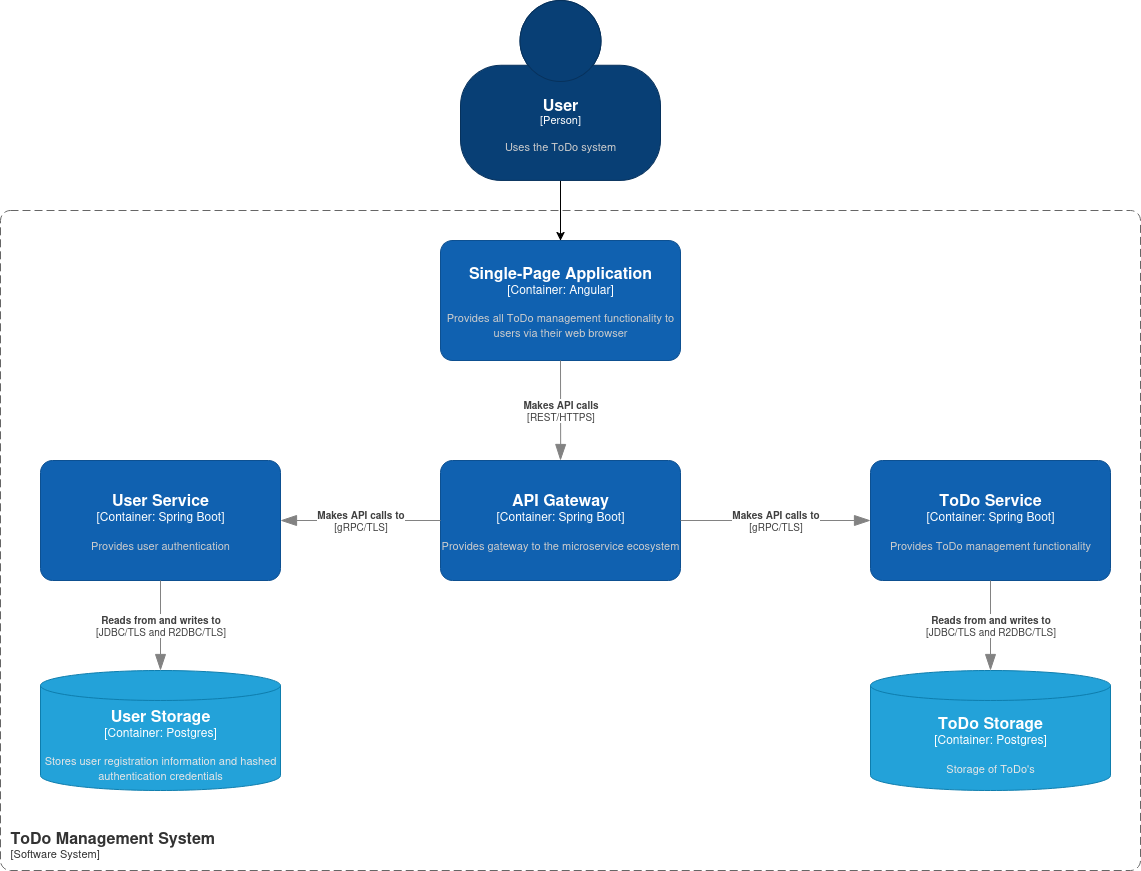 User
[Person]
Uses the ToDo system
Single-Page Application
[Container: Angular]
Provides all ToDo management functionality to
users via their web browser
Makes API calls
[REST/HTTPS]
User Service
[Container: Spring Boot]
Provides user authentication
Makes API calls to
[gRPC/TLS]
API Gateway
[Container: Spring Boot]
Provides gateway to the microservice ecosystem
Makes API calls to
[gRPC/TLS]
ToDo Service
[Container: Spring Boot]
Provides ToDo management functionality
Reads from and writes to
[JDBC/TLS and R2DBC/TLS]
Reads from and writes to
[JDBC/TLS and R2DBC/TLS]
User Storage
[Container: Postgres]
Stores user registration information and hashed
authentication credentials
ToDo Storage
[Container: Postgres]
Storage of ToDo's
ToDo Management System
[Software System]